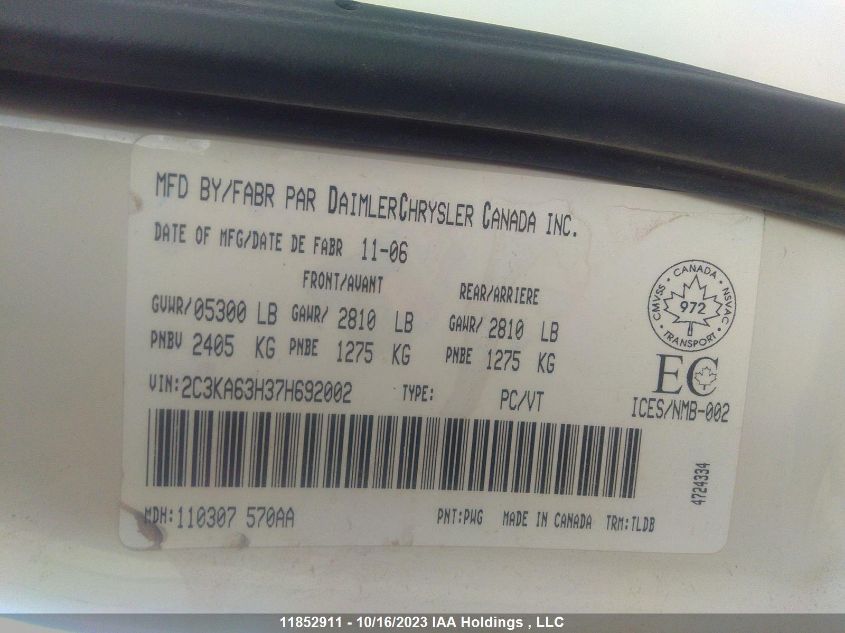 MFD BY/FABR PAR DAIMLERCHRYSLER CANADA INC.
DATE OF MFG/DATE DE FABR 11-06
FRONT/AVANT REAR/ARRIERE
GVWR/05300 LB GAWR/ 2810 LB GAWR/ 2810 LB
PNBV 2405 KG PNBE 1275 KG PNBE 1275 KG
VIN:2C3KA63H37H692002 TYPE: PC/VT
CANADA
CMVSS 972 NSVAC
TRANSPORT
EC
ICES/NMB-002
4724334
MDH:110307 570AA PNT:PWG MADE IN CANADA TRM:TLDB
11852911 - 10/16/2023 IAA Holdings , LLC